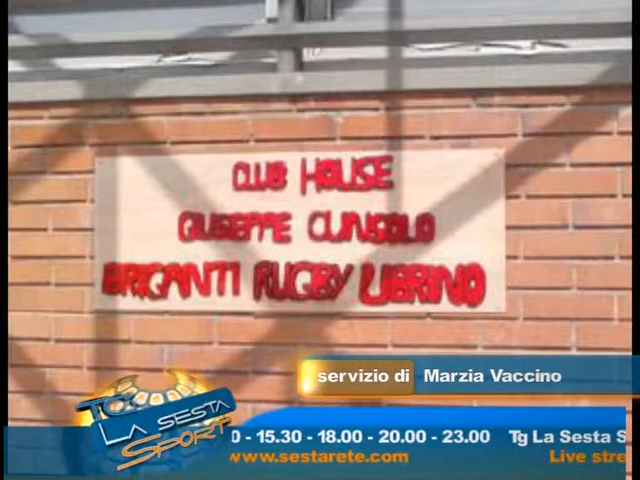 CLUB HOUSE
GIUSEPPE CUNSOLO
BRIGANTI RUGBY LIBRINO
servizio di Marzia Vaccino
TG LA SESTA SPORT
0 - 15.30 - 18.00 - 20.00 - 23.00 Tg La Sesta S
www.sestarete.com Live stre